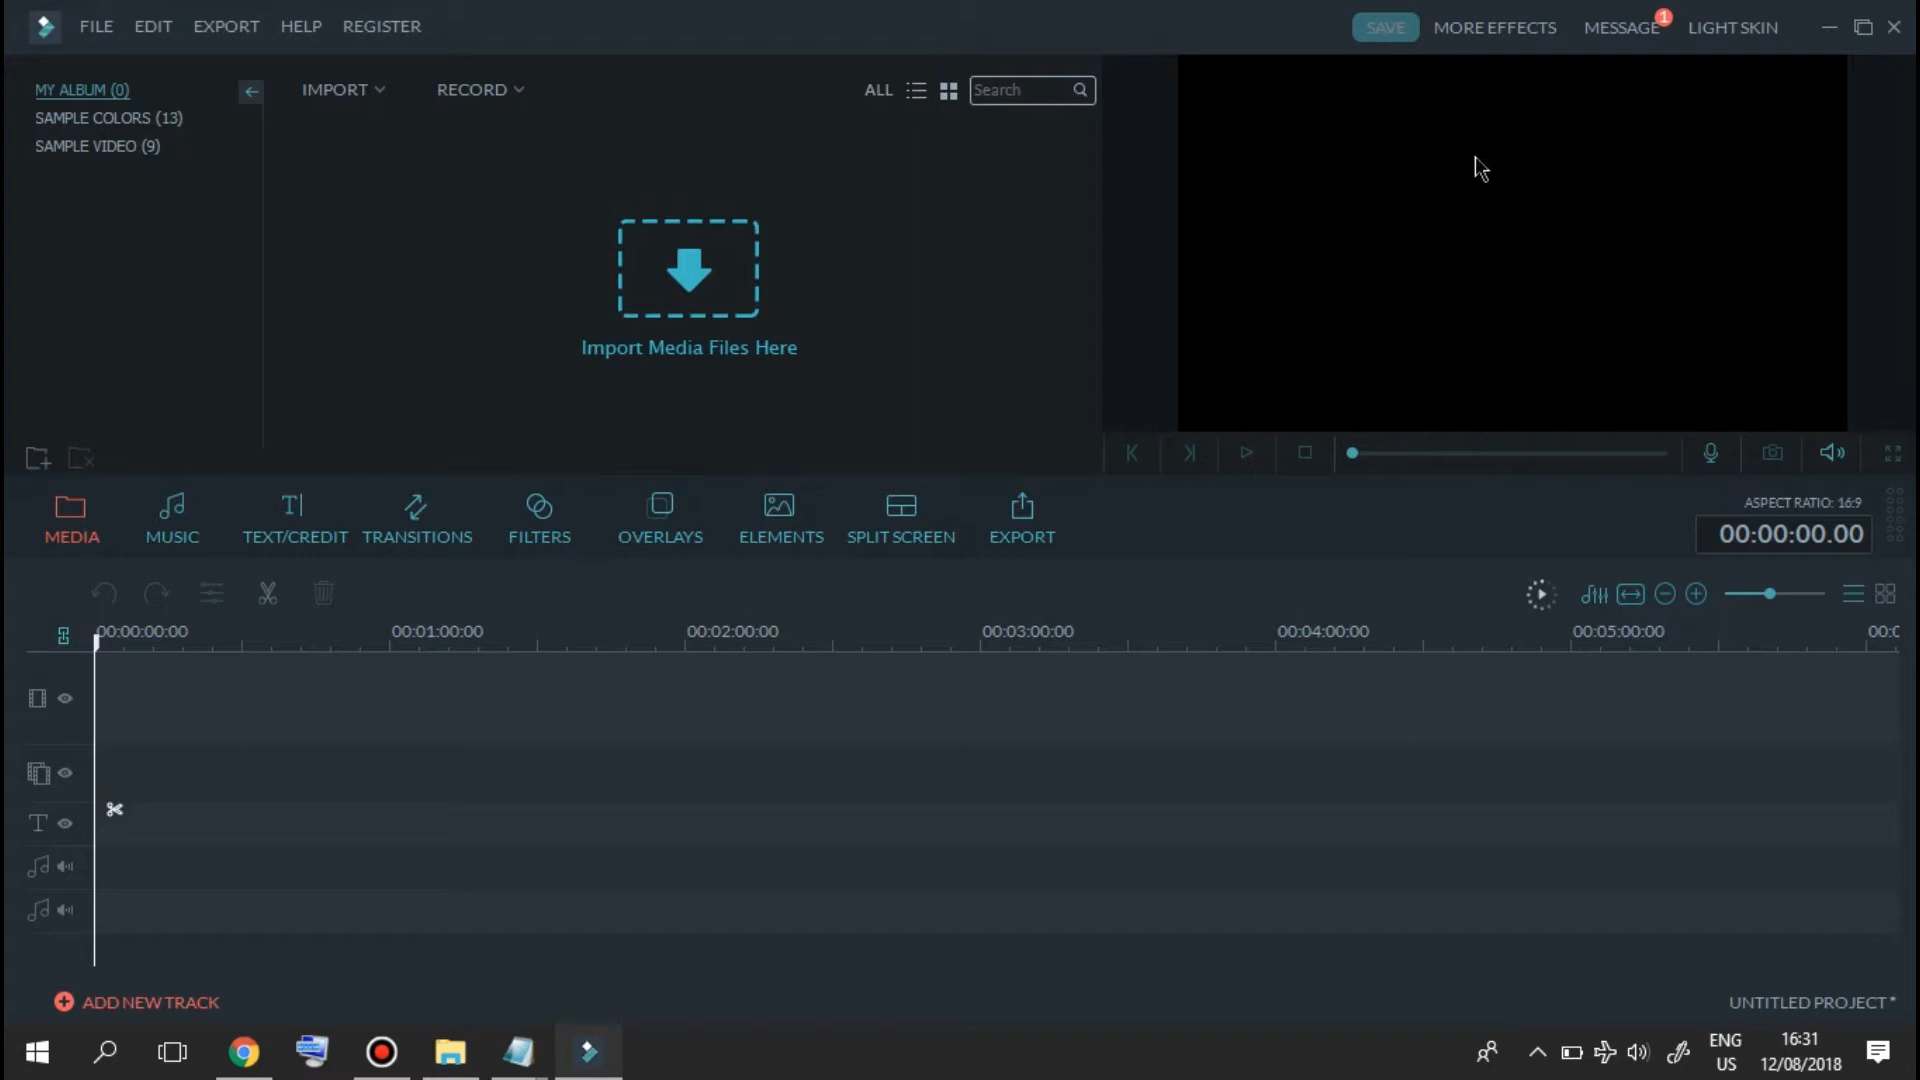 FILE EDIT EXPORT HELP REGISTER SAVE MORE EFFECTS MESSAGE 1 LIGHT SKIN
MY ALBUM (0) IMPORT RECORD ALL Search
SAMPLE COLORS (13)
SAMPLE VIDEO (9)
Import Media Files Here
ASPECT RATIO: 16:9
MEDIA MUSIC TEXT/CREDIT TRANSITIONS FILTERS OVERLAYS ELEMENTS SPLIT SCREEN EXPORT 00:00:00.00
00:00:00:00 00:01:00:00 00:02:00:00 00:03:00:00 00:04:00:00 00:05:00:00
ADD NEW TRACK UNTITLED PROJECT *
ENG 16:31
US 12/08/2018